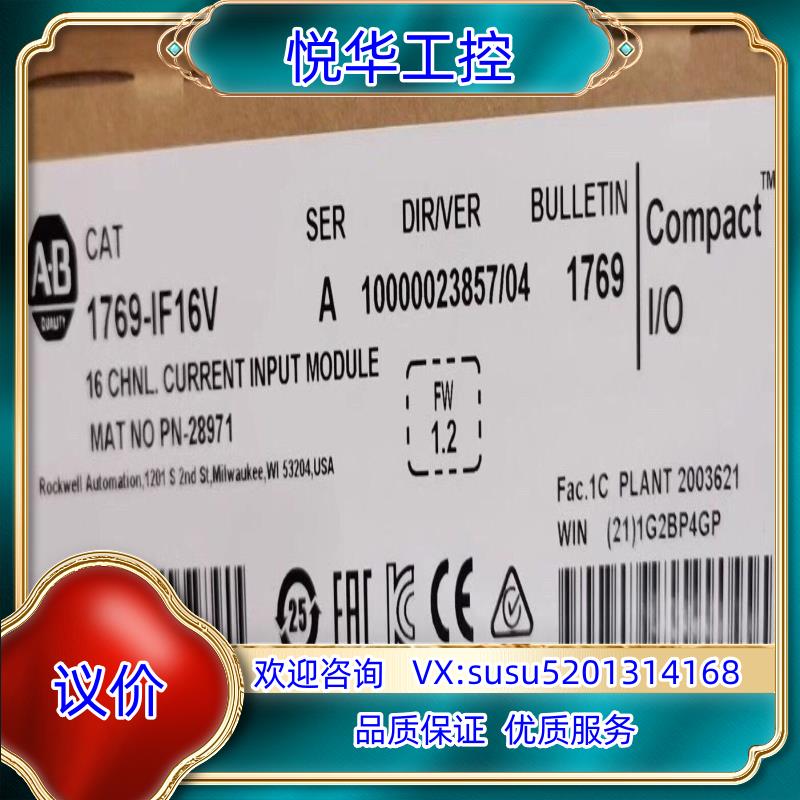 悦华工控
A-B
QUALITY
CAT
1769-IF16V
SER
A
DIR/VER
10000023857/04
BULLETIN
1769
Compact™
I/O
16 CHNL. CURRENT INPUT MODULE
MAT NO PN-28971
FW
1.2
Rockwell Automation,1201 S 2nd St,Milwaukee,WI 53204,USA
Fac.1C PLANT 2003621
WIN (21)1G2BP4GP
25
EAC
CE
议价
欢迎咨询 VX:susu5201314168
品质保证 优质服务